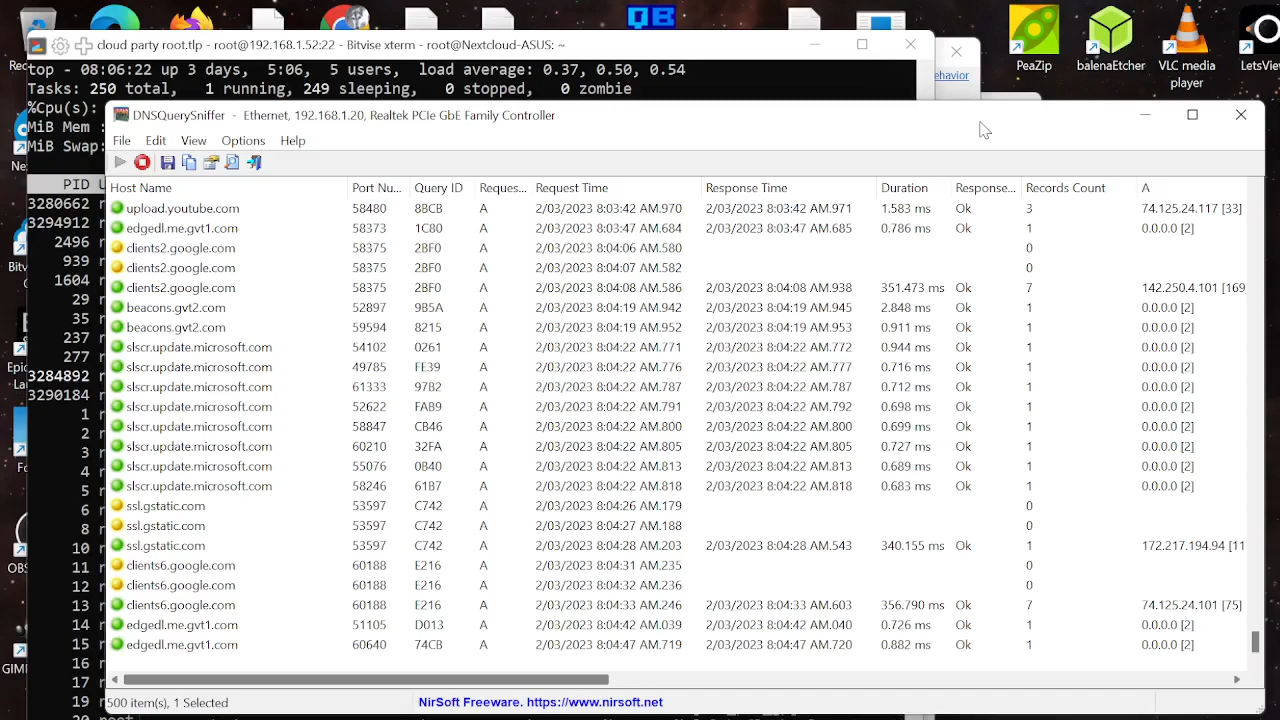 QB
PeaZip
balenaEtcher
VLC media
player
LetsView
cloud party root.tlp - root@192.168.1.52:22 - Bitvise xterm - root@Nextcloud-ASUS: ~
ehavior
top - 08:06:22 up 3 days, 5:06, 5 users, load average: 0.37, 0.50, 0.54
Tasks: 250 total, 1 running, 249 sleeping, 0 stopped, 0 zombie
%Cpu(s):
MiB Mem :
MiB Swap:
PID U
3280662 r
3294912 r
2496 r
939 r
1604 r
29 r
35 r
237 r
277 r
3284892 r
3290184 r
1 r
2 r
3 r
4 r
5 r
6 r
8 r
10 r
11 r
12 r
13 r
14 r
15 r
16 r
17 r
19 r
DNSQuerySniffer - Ethernet, 192.168.1.20, Realtek PCIe GbE Family Controller
File Edit View Options Help
Host Name Port Nu... Query ID Reques... Request Time Response Time Duration Response... Records Count A
upload.youtube.com 58480 8BCB A 2/03/2023 8:03:42 AM.970 2/03/2023 8:03:42 AM.971 1.583 ms Ok 3 74.125.24.117 [33]
edgedl.me.gvt1.com 58373 1C80 A 2/03/2023 8:03:47 AM.684 2/03/2023 8:03:47 AM.685 0.786 ms Ok 1 0.0.0.0 [2]
clients2.google.com 58375 2BF0 A 2/03/2023 8:04:06 AM.580 0
clients2.google.com 58375 2BF0 A 2/03/2023 8:04:07 AM.582 0
clients2.google.com 58375 2BF0 A 2/03/2023 8:04:08 AM.586 2/03/2023 8:04:08 AM.938 351.473 ms Ok 7 142.250.4.101 [169
beacons.gvt2.com 52897 9B5A A 2/03/2023 8:04:19 AM.942 2/03/2023 8:04:19 AM.945 2.848 ms Ok 1 0.0.0.0 [2]
beacons.gvt2.com 59594 8215 A 2/03/2023 8:04:19 AM.952 2/03/2023 8:04:19 AM.953 0.911 ms Ok 1 0.0.0.0 [2]
slscr.update.microsoft.com 54102 0261 A 2/03/2023 8:04:22 AM.771 2/03/2023 8:04:22 AM.772 0.944 ms Ok 1 0.0.0.0 [2]
slscr.update.microsoft.com 49785 FE39 A 2/03/2023 8:04:22 AM.776 2/03/2023 8:04:22 AM.777 0.716 ms Ok 1 0.0.0.0 [2]
slscr.update.microsoft.com 61333 97B2 A 2/03/2023 8:04:22 AM.787 2/03/2023 8:04:22 AM.787 0.712 ms Ok 1 0.0.0.0 [2]
slscr.update.microsoft.com 52622 FAB9 A 2/03/2023 8:04:22 AM.791 2/03/2023 8:04:22 AM.792 0.698 ms Ok 1 0.0.0.0 [2]
slscr.update.microsoft.com 58847 CB46 A 2/03/2023 8:04:22 AM.800 2/03/2023 8:04:22 AM.800 0.699 ms Ok 1 0.0.0.0 [2]
slscr.update.microsoft.com 60210 32FA A 2/03/2023 8:04:22 AM.805 2/03/2023 8:04:22 AM.805 0.727 ms Ok 1 0.0.0.0 [2]
slscr.update.microsoft.com 55076 0B40 A 2/03/2023 8:04:22 AM.813 2/03/2023 8:04:22 AM.813 0.689 ms Ok 1 0.0.0.0 [2]
slscr.update.microsoft.com 58246 61B7 A 2/03/2023 8:04:22 AM.818 2/03/2023 8:04:22 AM.818 0.683 ms Ok 1 0.0.0.0 [2]
ssl.gstatic.com 53597 C742 A 2/03/2023 8:04:26 AM.179 0
ssl.gstatic.com 53597 C742 A 2/03/2023 8:04:27 AM.188 0
ssl.gstatic.com 53597 C742 A 2/03/2023 8:04:28 AM.203 2/03/2023 8:04:28 AM.543 340.155 ms Ok 1 172.217.194.94 [11
clients6.google.com 60188 E216 A 2/03/2023 8:04:31 AM.235 0
clients6.google.com 60188 E216 A 2/03/2023 8:04:32 AM.236 0
clients6.google.com 60188 E216 A 2/03/2023 8:04:33 AM.246 2/03/2023 8:04:33 AM.603 356.790 ms Ok 7 74.125.24.101 [75]
edgedl.me.gvt1.com 51105 D013 A 2/03/2023 8:04:42 AM.039 2/03/2023 8:04:42 AM.040 0.726 ms Ok 1 0.0.0.0 [2]
edgedl.me.gvt1.com 60640 74CB A 2/03/2023 8:04:47 AM.719 2/03/2023 8:04:47 AM.720 0.882 ms Ok 1 0.0.0.0 [2]
500 item(s), 1 Selected NirSoft Freeware. https://www.nirsoft.net